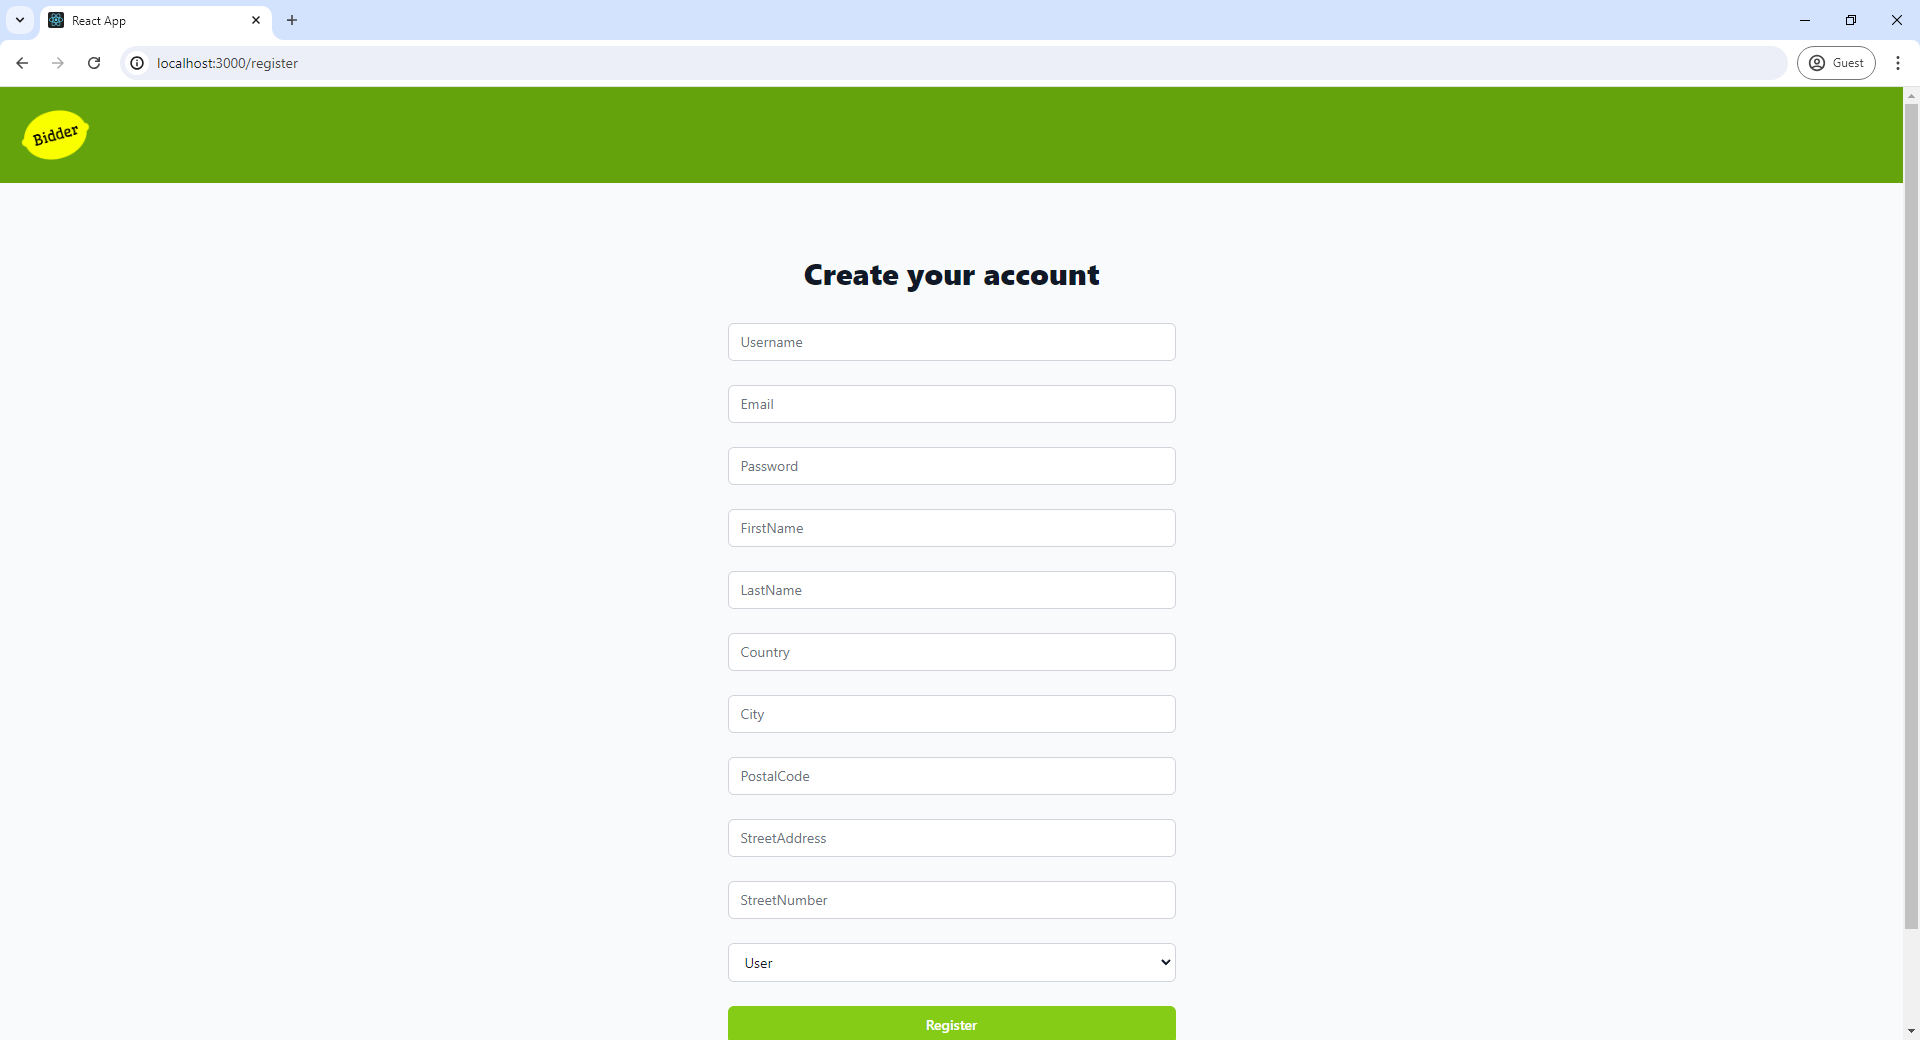 React App
localhost:3000/register
Guest
Bidder
Create your account
Username
Email
Password
FirstName
LastName
Country
City
PostalCode
StreetAddress
StreetNumber
User
Register